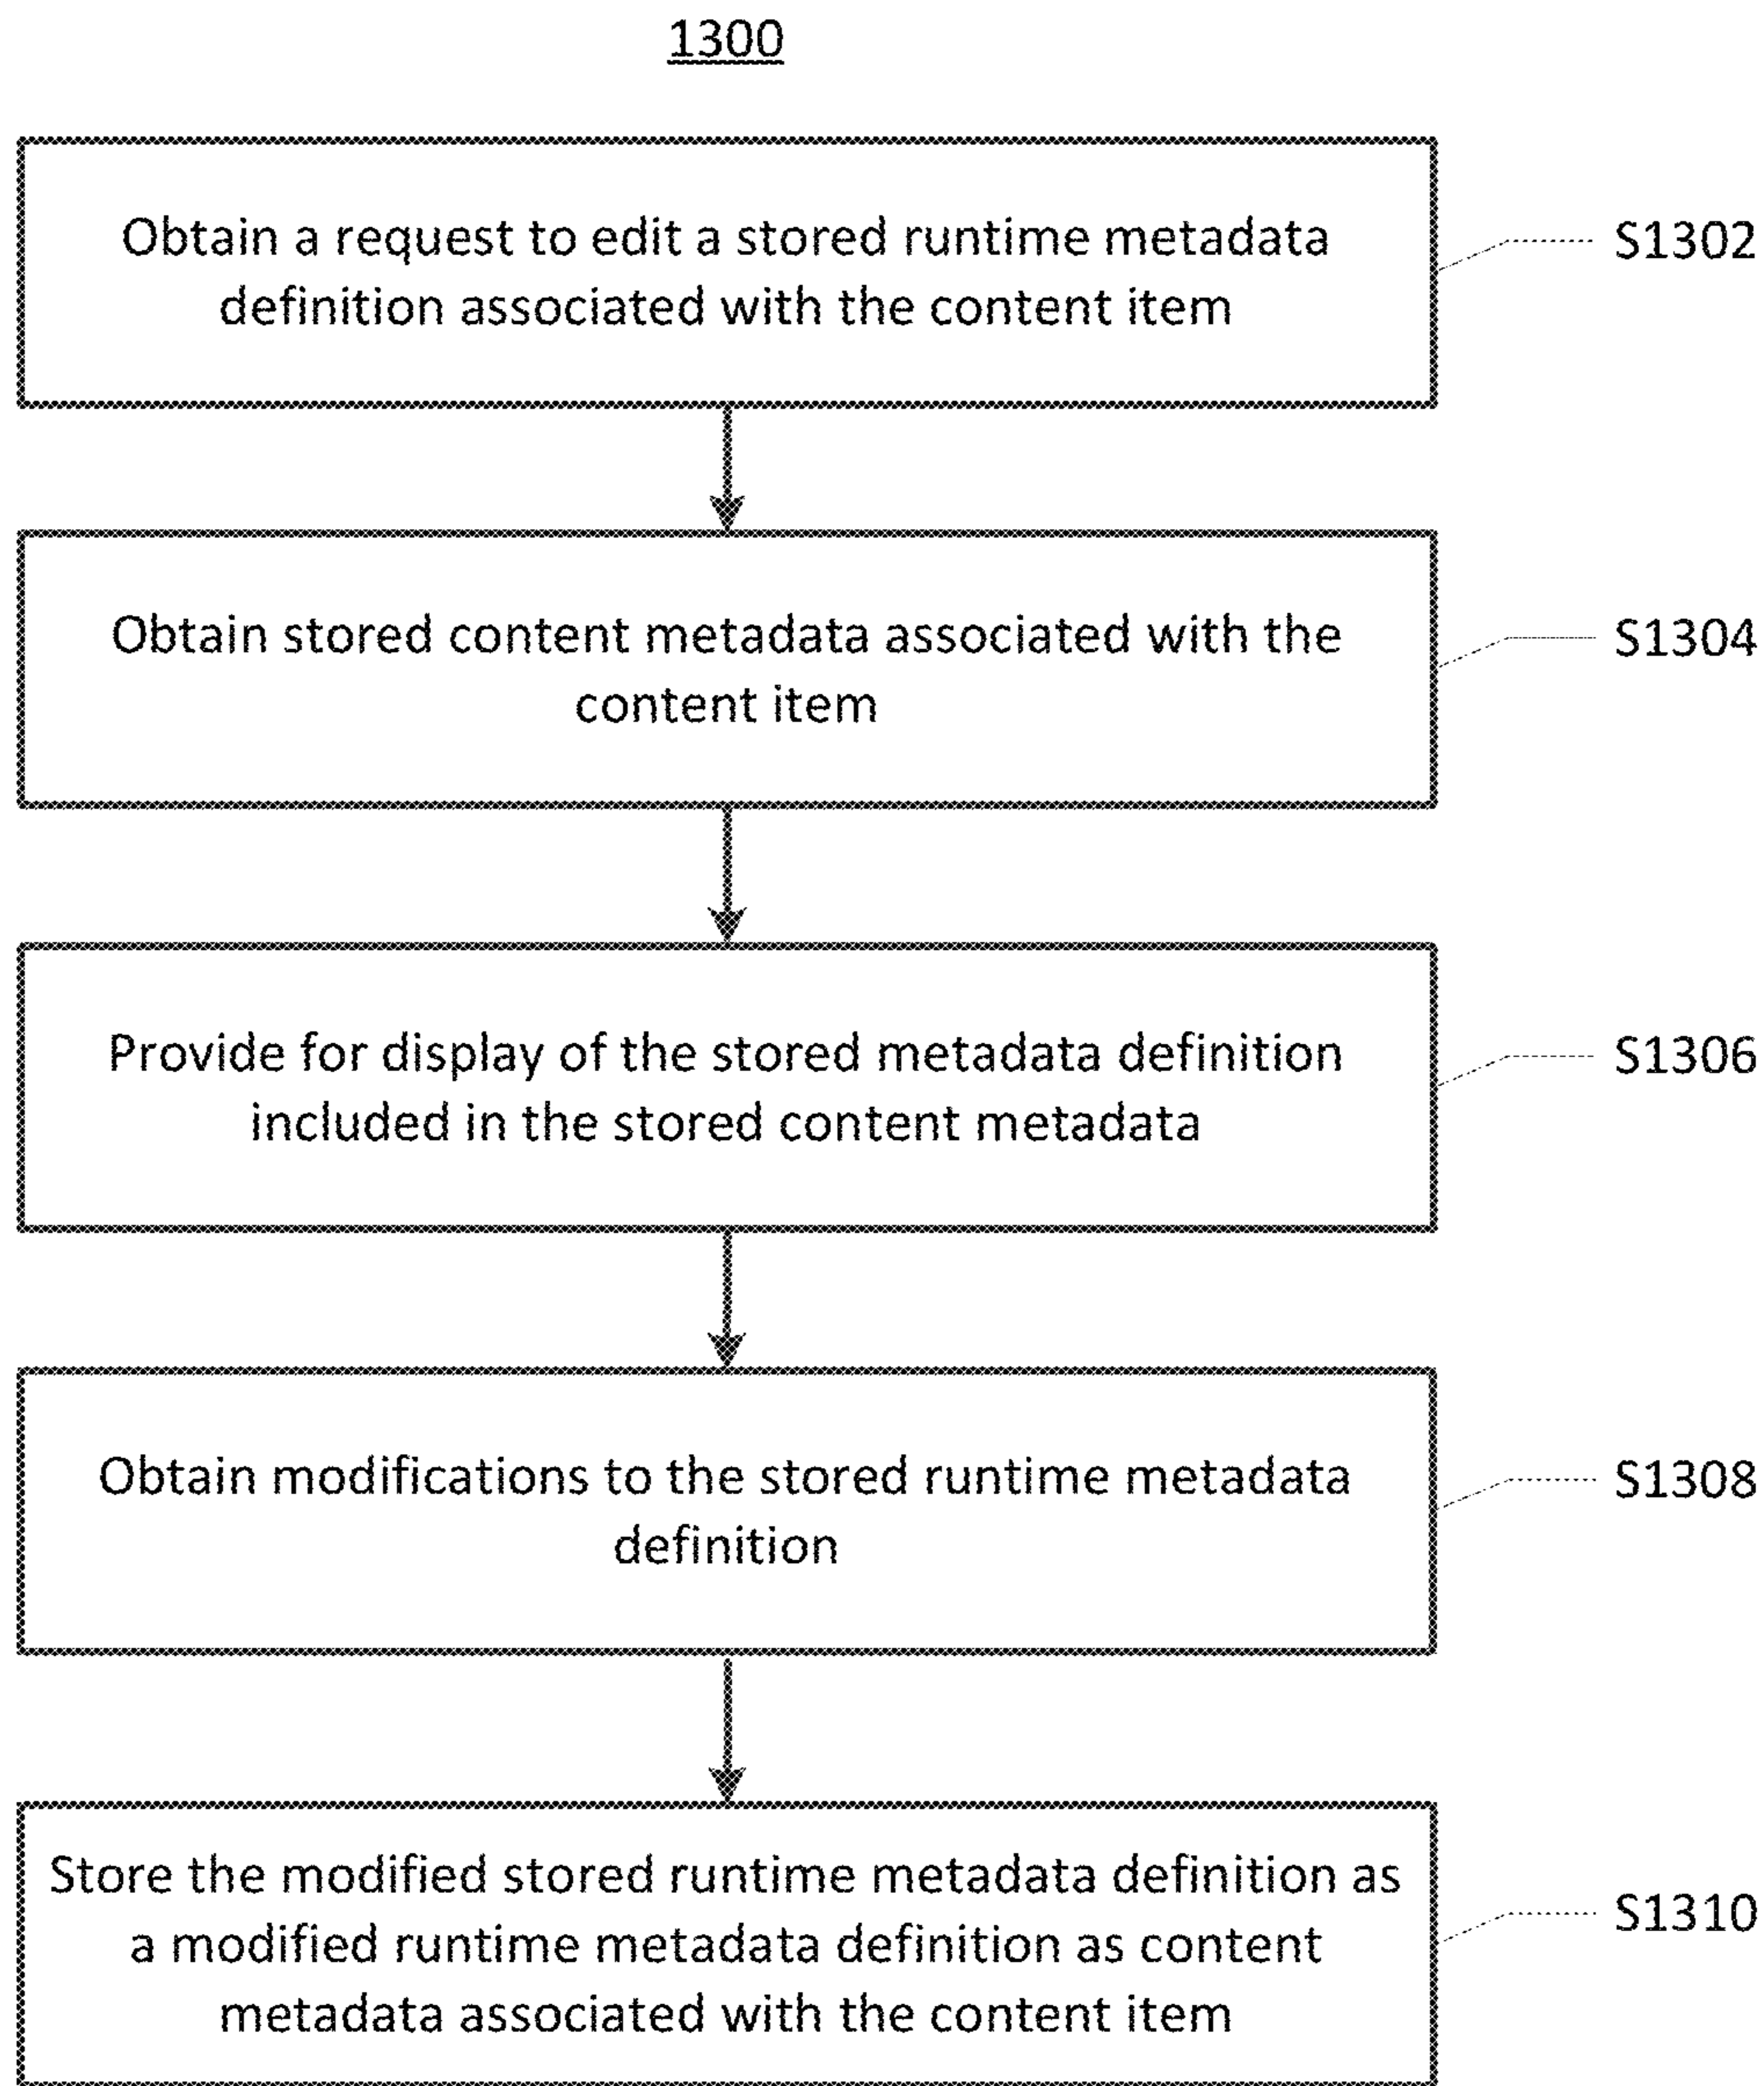 1300
Obtain a request to edit a stored runtime metadata
definition associated with the content item
S1302
Obtain stored content metadata associated with the
content item
S1304
Provide for display of the stored metadata definition
included in the stored content metadata
S1306
Obtain modifications to the stored runtime metadata
definition
S1308
Store the modified stored runtime metadata definition as
a modified runtime metadata definition as content
metadata associated with the content item
S1310